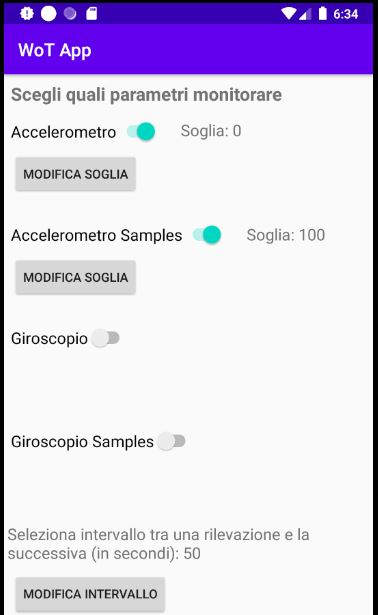 6:34
WoT App
Scegli quali parametri monitorare
Accelerometro Soglia: 0
MODIFICA SOGLIA
Accelerometro Samples Soglia: 100
MODIFICA SOGLIA
Giroscopio
Giroscopio Samples
Seleziona intervallo tra una rilevazione e la
successiva (in secondi): 50
MODIFICA INTERVALLO